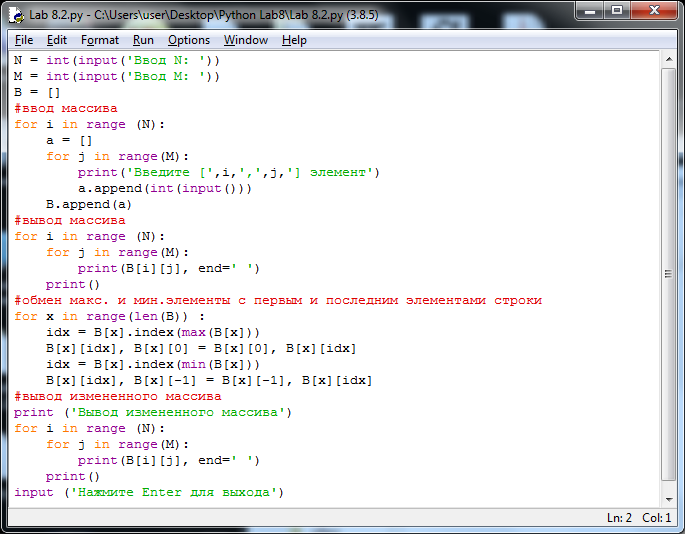 Lab 8.2.py - C:\Users\user\Desktop\Python Lab8\Lab 8.2.py (3.8.5)
File Edit Format Run Options Window Help
N = int(input('Ввод N: '))
M = int(input('Ввод M: '))
B = []
#ввод массива
for i in range (N):
    a = []
    for j in range(M):
        print('Введите [',i,',',j,'] элемент')
        a.append(int(input()))
    B.append(a)
#вывод массива
for i in range (N):
    for j in range(M):
        print(B[i][j], end=' ')
    print()
#обмен макс. и мин.элементы с первым и последним элементами строки
for x in range(len(B)) :
    idx = B[x].index(max(B[x]))
    B[x][idx], B[x][0] = B[x][0], B[x][idx]
    idx = B[x].index(min(B[x]))
    B[x][idx], B[x][-1] = B[x][-1], B[x][idx]
#вывод измененного массива
print ('Вывод измененного массива')
for i in range (N):
    for j in range(M):
        print(B[i][j], end=' ')
    print()
input ('Нажмите Enter для выхода')
Ln: 2 Col: 1